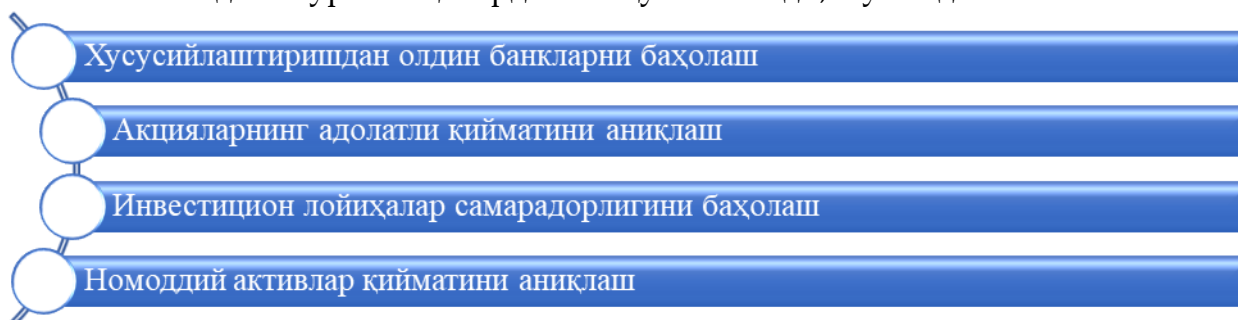 Хусусийлаштиришдан олдин банкларни баҳолаш
Акцияларнинг адолатли қийматини аниқлаш
Инвестицион лойиҳалар самарадорлигини баҳолаш
Номоддий активлар қийматини аниқлаш